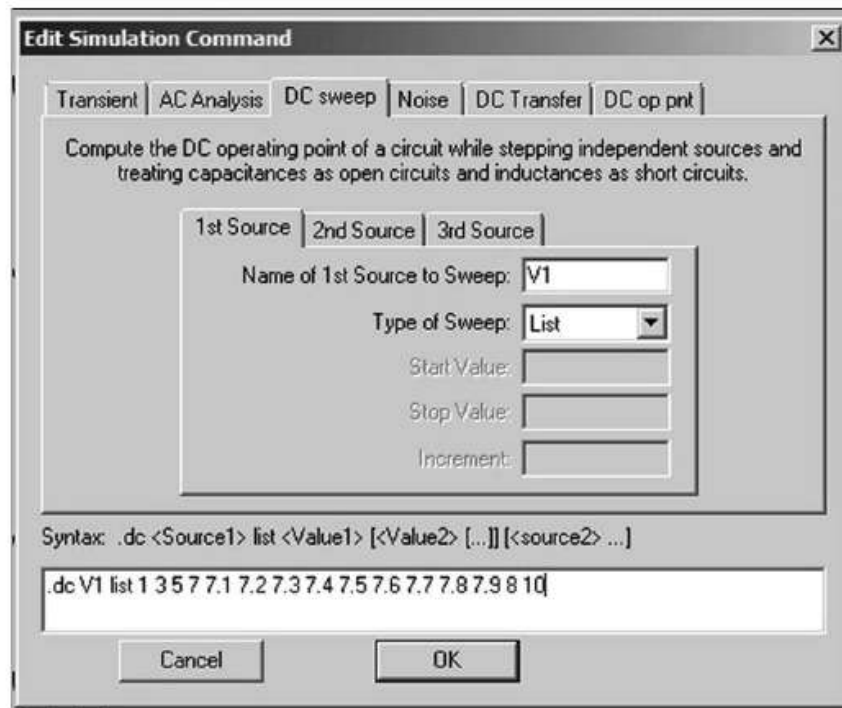 Edit Simulation Command
Transient AC Analysis DC sweep Noise DC Transfer DC op pnt
Compute the DC operating point of a circuit while stepping independent sources and
treating capacitances as open circuits and inductances as short circuits.
1st Source 2nd Source 3rd Source
Name of 1st Source to Sweep: V1
Type of Sweep: List
Start Value:
Stop Value:
Increment:
Syntax: .dc <Source1> list <Value1> [<Value2> [...]] [<source2> ...]
.dc V1 list 1 3 5 7 7.1 7.2 7.3 7.4 7.5 7.6 7.7 7.8 7.9 8 10
Cancel OK